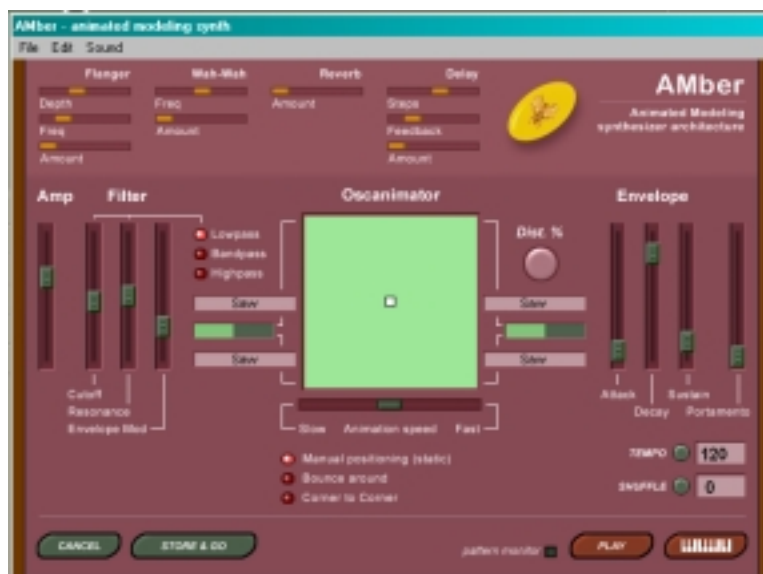 AMber - animated modeling synth
File Edit Sound
Flanger Wah-Wah Reverb Delay
Depth Freq Amount Steps
Freq Amount Feedback
Amount Amount
AMber
Animated Modeling
synthesizer architecture
Amp Filter Oscanimator Envelope
Lowpass
Bandpass
Highpass
Dist. %
Saw Saw
Saw Saw
Cutoff
Resonance
Envelope Mod
Attack Sustain
Decay Portamento
Slow Animation speed Fast
Manual positioning (static)
Bounce around
Corner to Corner
TEMPO 120
SHUFFLE 0
CANCEL STORE & GO pattern monitor PLAY